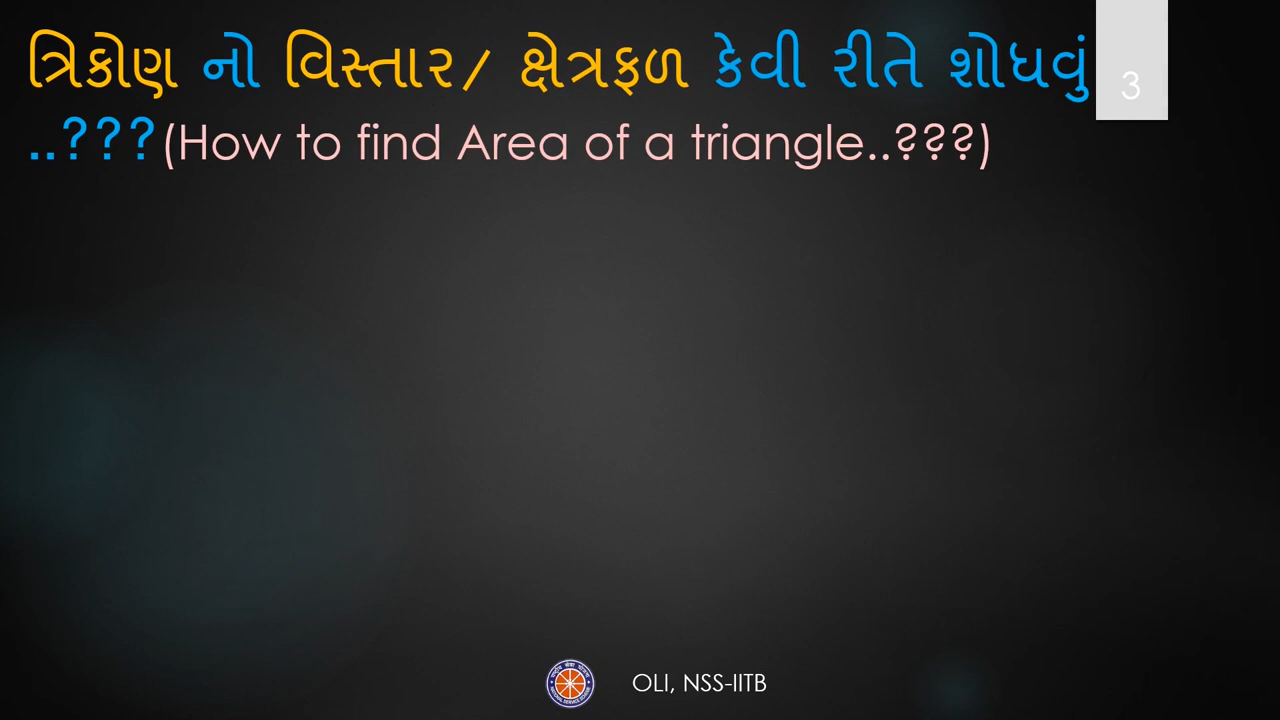 ત્રિકોણ નો વિસ્તાર/ ક્ષેત્રફળ કેવી રીતે શોધવું
..???(How to find Area of a triangle..???)
3
OLI, NSS-IITB